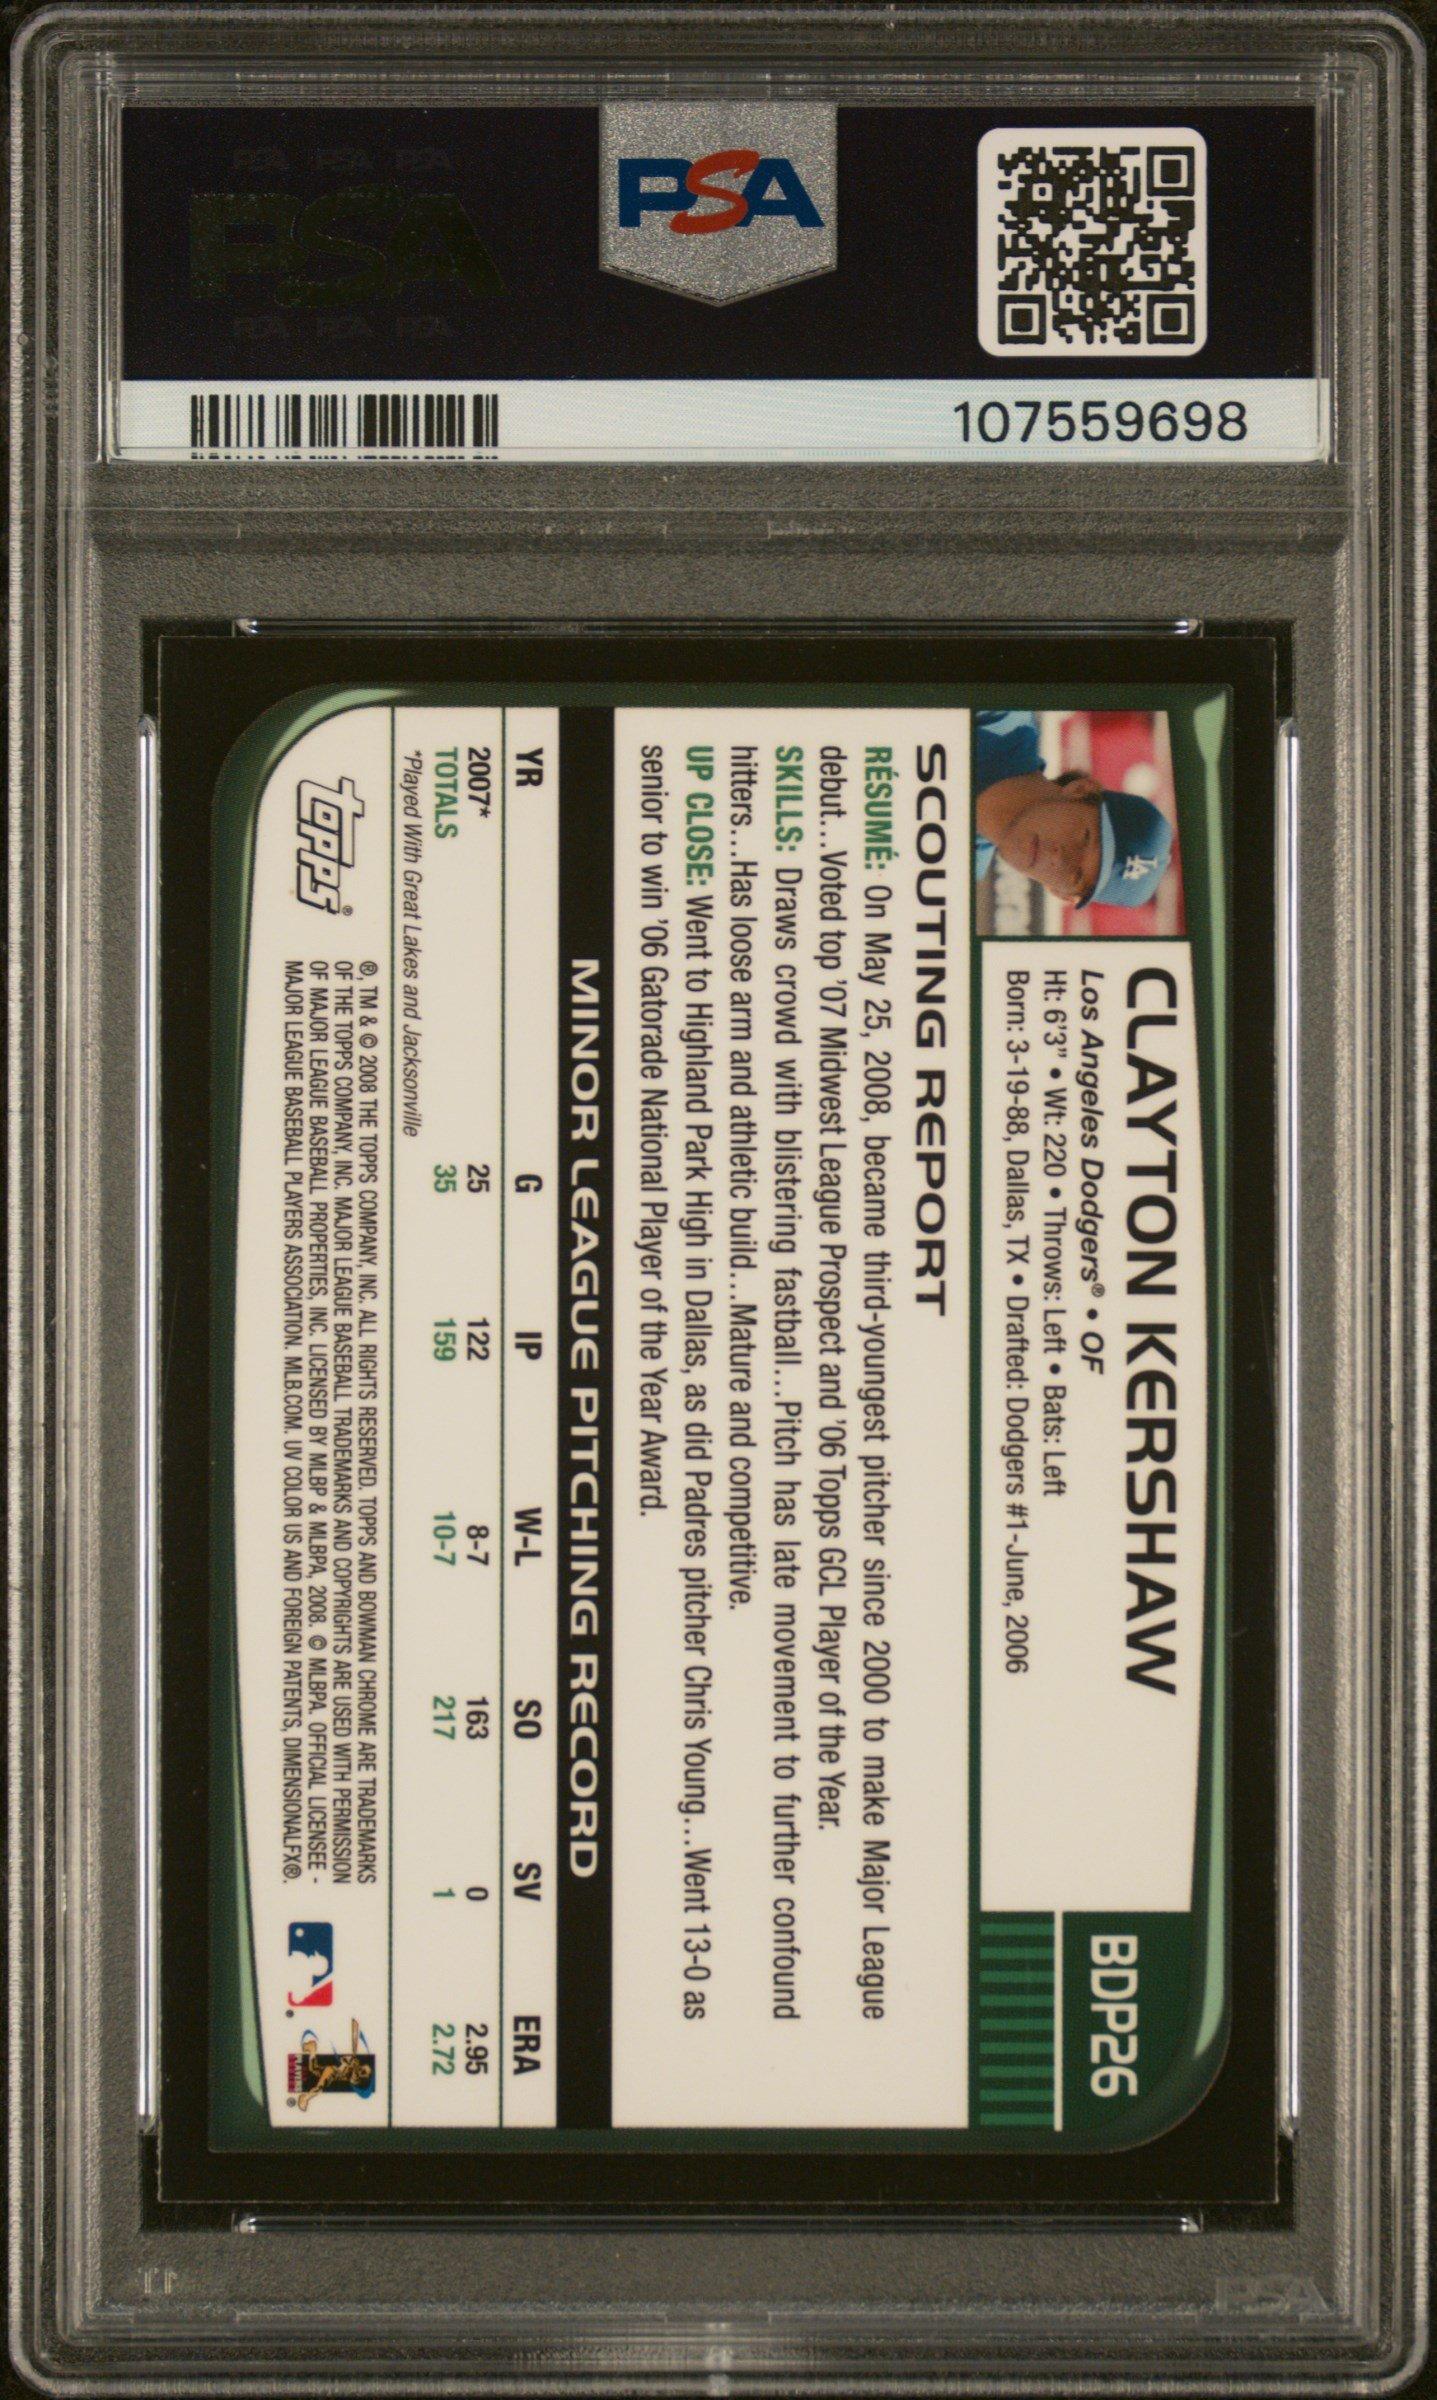 PSA PSA PSA
PSA
PSA PSA PSA
PSA
107559698
CLAYTON KERSHAW
BDP26
Los Angeles Dodgers® • OF
Ht: 6'3" • Wt: 220 • Throws: Left • Bats: Left
Born: 3-19-88, Dallas, TX • Drafted: Dodgers #1-June, 2006
LA
SCOUTING REPORT
RÉSUMÉ: On May 25, 2008, became third-youngest pitcher since 2000 to make Major League
debut...Voted top '07 Midwest League Prospect and '06 Topps GCL Player of the Year.
SKILLS: Draws crowd with blistering fastball...Pitch has late movement to further confound
hitters...Has loose arm and athletic build...Mature and competitive.
UP CLOSE: Went to Highland Park High in Dallas, as did Padres pitcher Chris Young...Went 13-0 as
senior to win '06 Gatorade National Player of the Year Award.
MINOR LEAGUE PITCHING RECORD
YR G IP W-L SO SV ERA
2007* 25 122 8-7 163 0 2.95
TOTALS 35 159 10-7 217 1 2.72
*Played With Great Lakes and Jacksonville
topps®
®, TM & © 2008 THE TOPPS COMPANY, INC. ALL RIGHTS RESERVED. TOPPS AND BOWMAN CHROME ARE TRADEMARKS
OF THE TOPPS COMPANY, INC. MAJOR LEAGUE BASEBALL TRADEMARKS AND COPYRIGHTS ARE USED WITH PERMISSION
OF MAJOR LEAGUE BASEBALL PROPERTIES, INC. LICENSED BY MLBP & MLBPA, 2008. © MLBPA. OFFICIAL LICENSEE -
MAJOR LEAGUE BASEBALL PLAYERS ASSOCIATION. MLB.COM. UV COLOR US AND FOREIGN PATENTS, DIMENSIONALFX®.
PSA